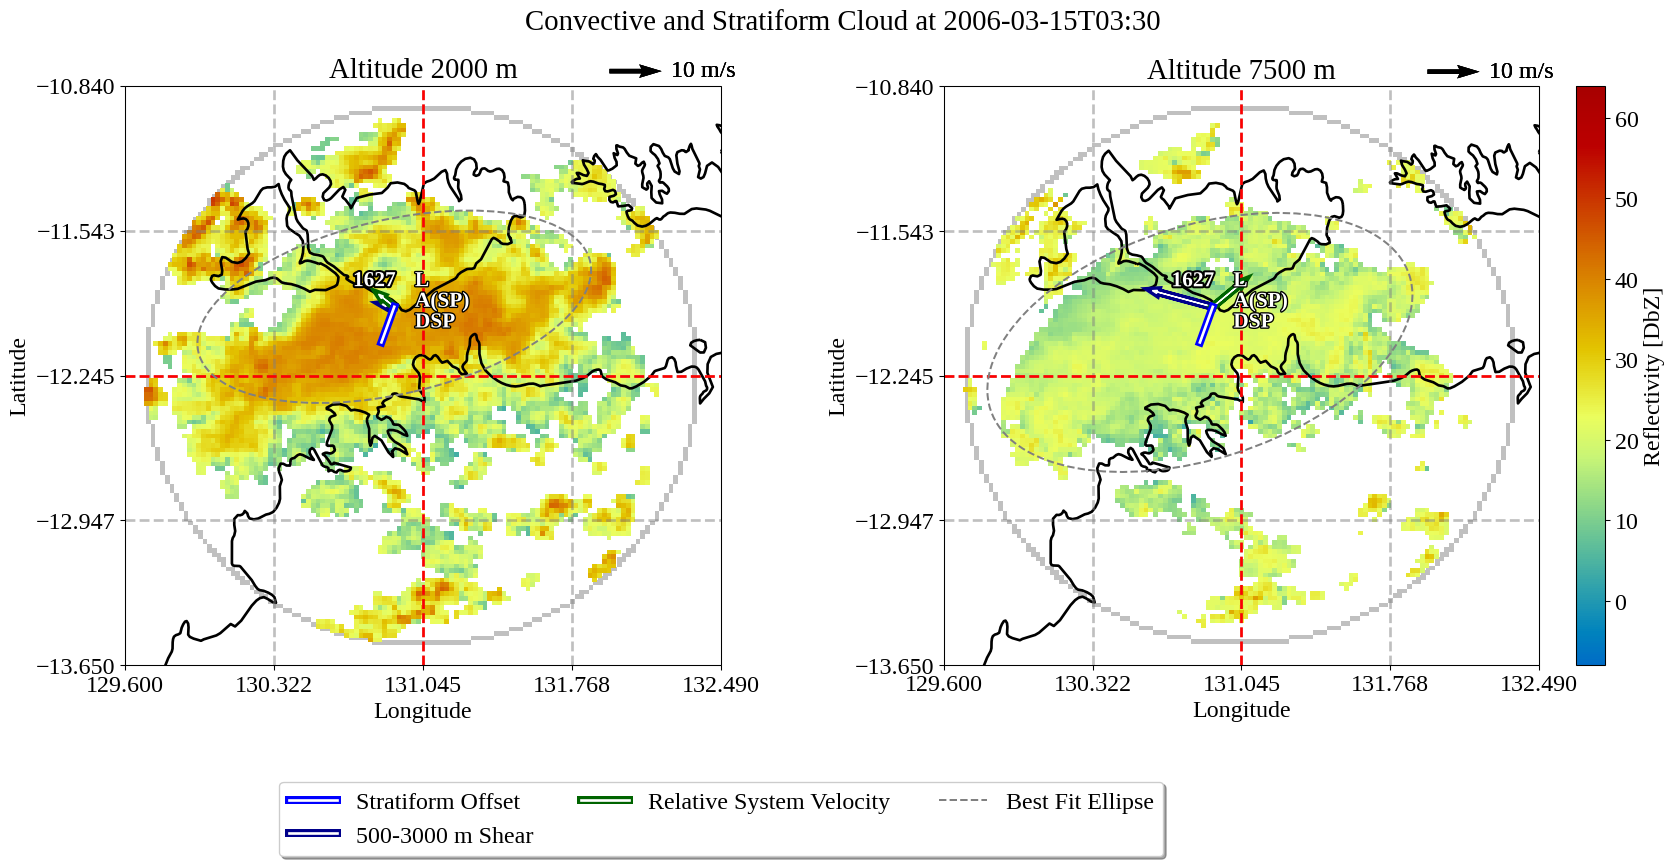 Convective and Stratiform Cloud at 2006-03-15T03:30
Altitude 2000 m
10 m/s
Altitude 7500 m
10 m/s
−10.840
−11.543
−12.245
−12.947
−13.650
129.600
130.322
131.045
131.768
132.490
Longitude
Latitude
1627
L
A(SP)
DSP
−10.840
−11.543
−12.245
−12.947
−13.650
129.600
130.322
131.045
131.768
132.490
Longitude
Latitude
1627
L
A(SP)
DSP
60
50
40
30
20
10
0
Reflectivity [DbZ]
Stratiform Offset
500-3000 m Shear
Relative System Velocity
Best Fit Ellipse